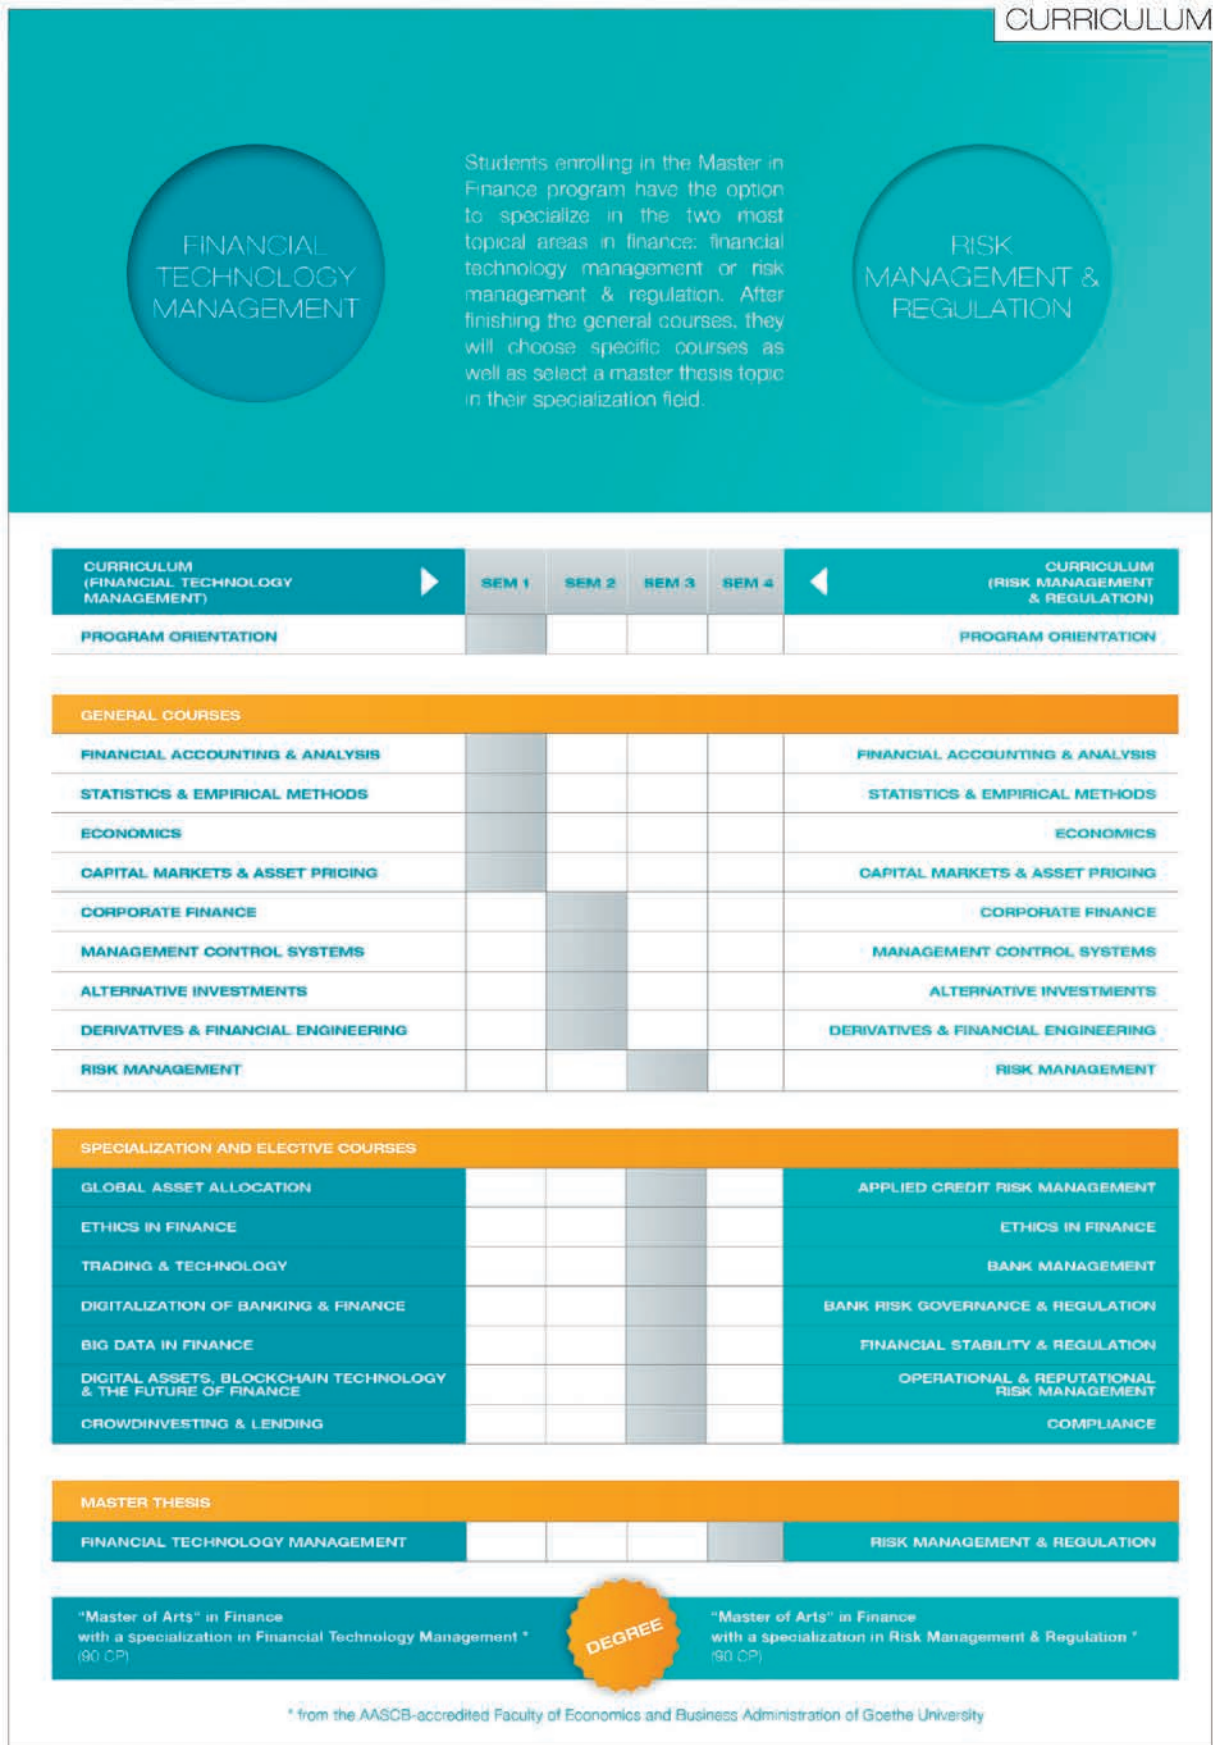 CURRICULUM
FINANCIAL
TECHNOLOGY
MANAGEMENT
Students enrolling in the Master in
Finance program have the option
to specialize in the two most
topical areas in finance: financial
technology management or risk
management & regulation. After
finishing the general courses, they
will choose specific courses as
well as select a master thesis topic
in their specialization field.
RISK
MANAGEMENT &
REGULATION
CURRICULUM
(FINANCIAL TECHNOLOGY
MANAGEMENT)
SEM 1 SEM 2 SEM 3 SEM 4
CURRICULUM
(RISK MANAGEMENT
& REGULATION)
PROGRAM ORIENTATION PROGRAM ORIENTATION
GENERAL COURSES
FINANCIAL ACCOUNTING & ANALYSIS FINANCIAL ACCOUNTING & ANALYSIS
STATISTICS & EMPIRICAL METHODS STATISTICS & EMPIRICAL METHODS
ECONOMICS ECONOMICS
CAPITAL MARKETS & ASSET PRICING CAPITAL MARKETS & ASSET PRICING
CORPORATE FINANCE CORPORATE FINANCE
MANAGEMENT CONTROL SYSTEMS MANAGEMENT CONTROL SYSTEMS
ALTERNATIVE INVESTMENTS ALTERNATIVE INVESTMENTS
DERIVATIVES & FINANCIAL ENGINEERING DERIVATIVES & FINANCIAL ENGINEERING
RISK MANAGEMENT RISK MANAGEMENT
SPECIALIZATION AND ELECTIVE COURSES
GLOBAL ASSET ALLOCATION APPLIED CREDIT RISK MANAGEMENT
ETHICS IN FINANCE ETHICS IN FINANCE
TRADING & TECHNOLOGY BANK MANAGEMENT
DIGITALIZATION OF BANKING & FINANCE BANK RISK GOVERNANCE & REGULATION
BIG DATA IN FINANCE FINANCIAL STABILITY & REGULATION
DIGITAL ASSETS, BLOCKCHAIN TECHNOLOGY
& THE FUTURE OF FINANCE
OPERATIONAL & REPUTATIONAL
RISK MANAGEMENT
CROWDINVESTING & LENDING COMPLIANCE
MASTER THESIS
FINANCIAL TECHNOLOGY MANAGEMENT RISK MANAGEMENT & REGULATION
"Master of Arts" in Finance
with a specialization in Financial Technology Management *
(90 CP)
DEGREE
"Master of Arts" in Finance
with a specialization in Risk Management & Regulation *
(90 CP)
* from the AASCB-accredited Faculty of Economics and Business Administration of Goethe University